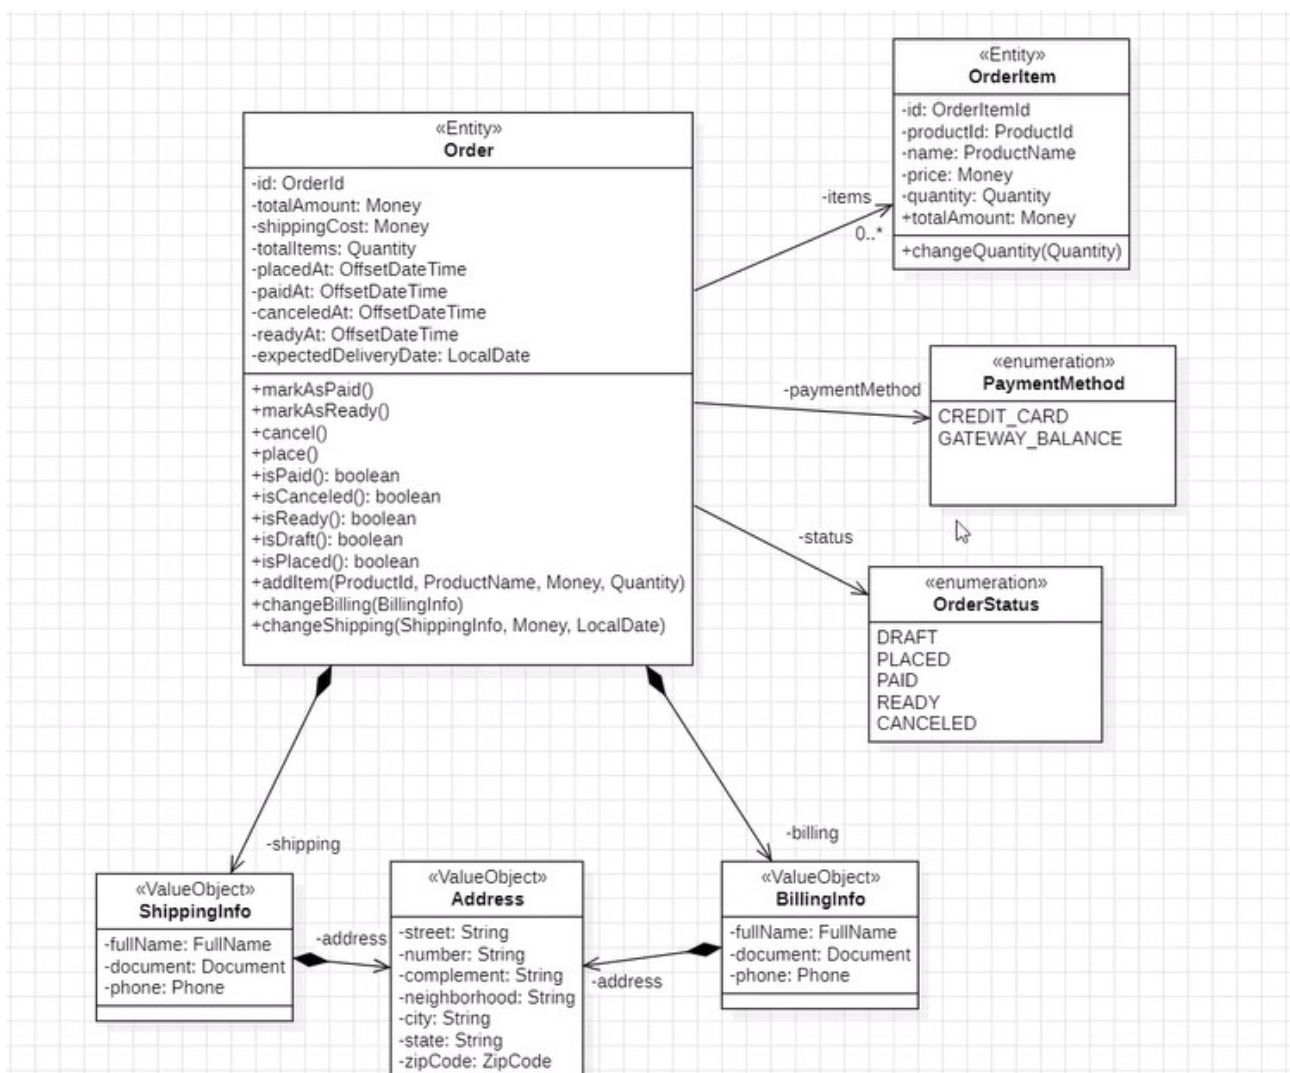 «Entity»
Order
-id: OrderId
-totalAmount: Money
-shippingCost: Money
-totalItems: Quantity
-placedAt: OffsetDateTime
-paidAt: OffsetDateTime
-canceledAt: OffsetDateTime
-readyAt: OffsetDateTime
-expectedDeliveryDate: LocalDate
+markAsPaid()
+markAsReady()
+cancel()
+place()
+isPaid(): boolean
+isCanceled(): boolean
+isReady(): boolean
+isDraft(): boolean
+isPlaced(): boolean
+addItem(ProductId, ProductName, Money, Quantity)
+changeBilling(BillingInfo)
+changeShipping(ShippingInfo, Money, LocalDate)
-items
0..*
«Entity»
OrderItem
-id: OrderItemId
-productId: ProductId
-name: ProductName
-price: Money
-quantity: Quantity
+totalAmount: Money
+changeQuantity(Quantity)
-paymentMethod
«enumeration»
PaymentMethod
CREDIT_CARD
GATEWAY_BALANCE
-status
«enumeration»
OrderStatus
DRAFT
PLACED
PAID
READY
CANCELED
-shipping
-billing
«ValueObject»
ShippingInfo
-fullName: FullName
-document: Document
-phone: Phone
-address
«ValueObject»
Address
-street: String
-number: String
-complement: String
-neighborhood: String
-city: String
-state: String
-zipCode: ZipCode
-address
«ValueObject»
BillingInfo
-fullName: FullName
-document: Document
-phone: Phone